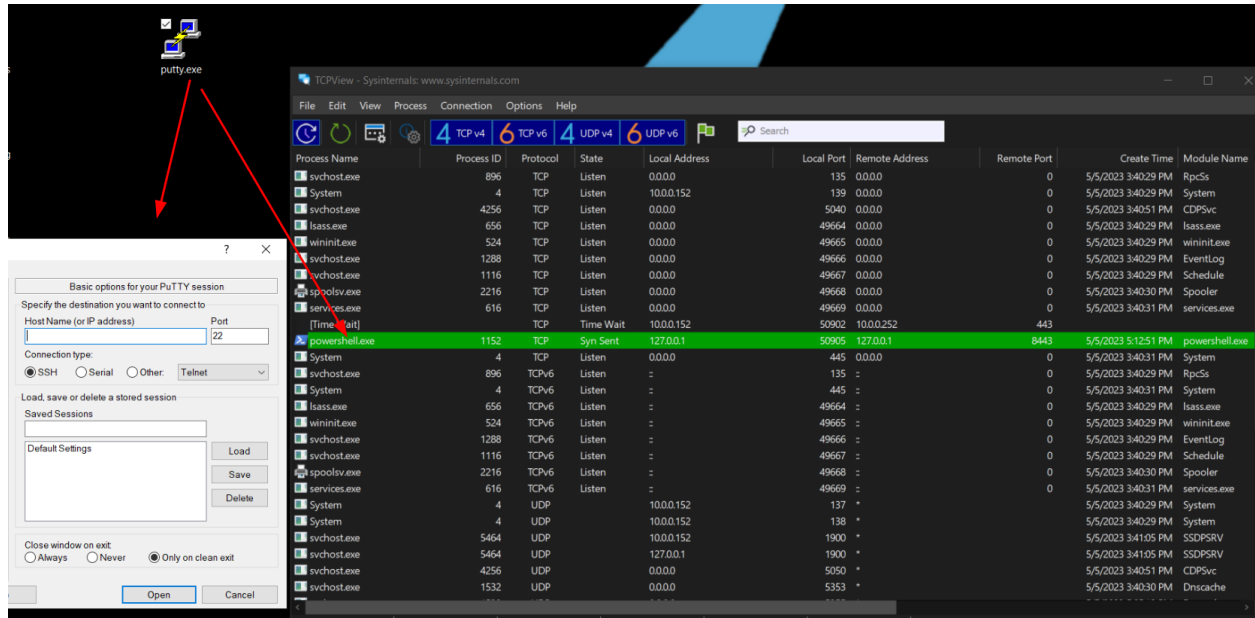 putty.exe
TCPView - Sysinternals: www.sysinternals.com
File Edit View Process Connection Options Help
4 TCP v4 6 TCP v6 4 UDP v4 6 UDP v6 Search
Process Name Process ID Protocol State Local Address Local Port Remote Address Remote Port Create Time Module Name
svchost.exe 896 TCP Listen 0.0.0.0 135 0.0.0.0 0 5/5/2023 3:40:29 PM RpcSs
System 4 TCP Listen 10.0.0.152 139 0.0.0.0 0 5/5/2023 3:40:29 PM System
svchost.exe 4256 TCP Listen 0.0.0.0 5040 0.0.0.0 0 5/5/2023 3:40:51 PM CDPSvc
lsass.exe 656 TCP Listen 0.0.0.0 49664 0.0.0.0 0 5/5/2023 3:40:29 PM lsass.exe
wininit.exe 524 TCP Listen 0.0.0.0 49665 0.0.0.0 0 5/5/2023 3:40:29 PM wininit.exe
svchost.exe 1288 TCP Listen 0.0.0.0 49666 0.0.0.0 0 5/5/2023 3:40:29 PM EventLog
svchost.exe 1116 TCP Listen 0.0.0.0 49667 0.0.0.0 0 5/5/2023 3:40:29 PM Schedule
spoolsv.exe 2216 TCP Listen 0.0.0.0 49668 0.0.0.0 0 5/5/2023 3:40:30 PM Spooler
services.exe 616 TCP Listen 0.0.0.0 49669 0.0.0.0 0 5/5/2023 3:40:31 PM services.exe
[Time Wait] TCP Time Wait 10.0.0.152 50902 10.0.0.252 443
powershell.exe 1152 TCP Syn Sent 127.0.0.1 50905 127.0.0.1 8443 5/5/2023 5:12:51 PM powershell.exe
System 4 TCP Listen 0.0.0.0 445 0.0.0.0 0 5/5/2023 3:40:31 PM System
svchost.exe 896 TCPv6 Listen :: 135 :: 0 5/5/2023 3:40:29 PM RpcSs
System 4 TCPv6 Listen :: 445 :: 0 5/5/2023 3:40:31 PM System
lsass.exe 656 TCPv6 Listen :: 49664 :: 0 5/5/2023 3:40:29 PM lsass.exe
wininit.exe 524 TCPv6 Listen :: 49665 :: 0 5/5/2023 3:40:29 PM wininit.exe
svchost.exe 1288 TCPv6 Listen :: 49666 :: 0 5/5/2023 3:40:29 PM EventLog
svchost.exe 1116 TCPv6 Listen :: 49667 :: 0 5/5/2023 3:40:29 PM Schedule
spoolsv.exe 2216 TCPv6 Listen :: 49668 :: 0 5/5/2023 3:40:30 PM Spooler
services.exe 616 TCPv6 Listen :: 49669 :: 0 5/5/2023 3:40:31 PM services.exe
System 4 UDP 10.0.0.152 137 * 5/5/2023 3:40:29 PM System
System 4 UDP 10.0.0.152 138 * 5/5/2023 3:40:29 PM System
svchost.exe 5464 UDP 10.0.0.152 1900 * 5/5/2023 3:41:05 PM SSDPSRV
svchost.exe 5464 UDP 127.0.0.1 1900 * 5/5/2023 3:41:05 PM SSDPSRV
svchost.exe 4256 UDP 0.0.0.0 5050 * 5/5/2023 3:40:51 PM CDPSvc
svchost.exe 1532 UDP 0.0.0.0 5353 * 5/5/2023 3:40:30 PM Dnscache
?
Basic options for your PuTTY session
Specify the destination you want to connect to
Host Name (or IP address) Port
22
Connection type:
SSH Serial Other: Telnet
Load, save or delete a stored session
Saved Sessions
Default Settings
Load
Save
Delete
Close window on exit:
Always Never Only on clean exit
Open Cancel